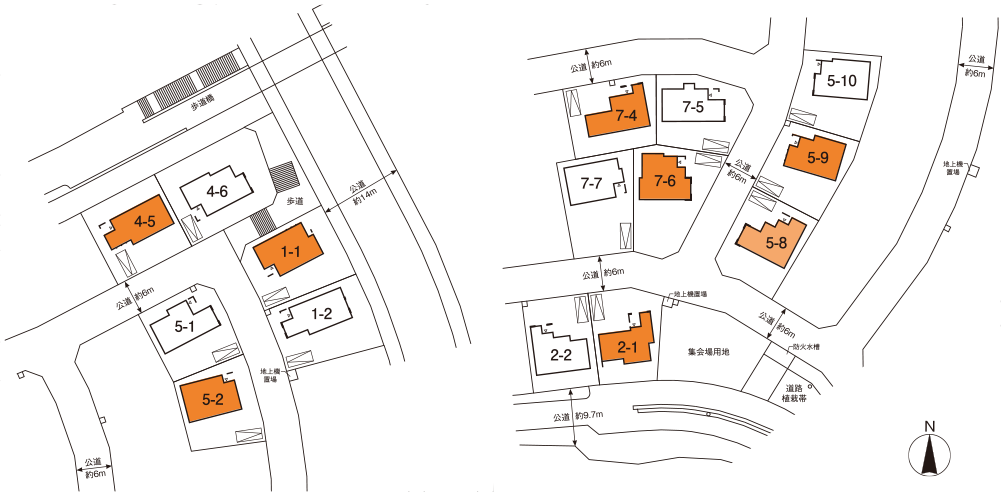 歩道橋
4-6
4-5
歩道
公道
約14m
1-1
公道 約6m
5-1
1-2
地上機
置場
5-2
公道
約6m
公道 約6m
7-4
7-5
5-10
公道
約6m
5-9
地上機
置場
7-7
7-6
公道
約6m
5-8
公道 約6m
地上機置場
2-2
2-1
集会場用地
公道
約6m
防火水槽
道路
植栽帯
公道 約9.7m
N